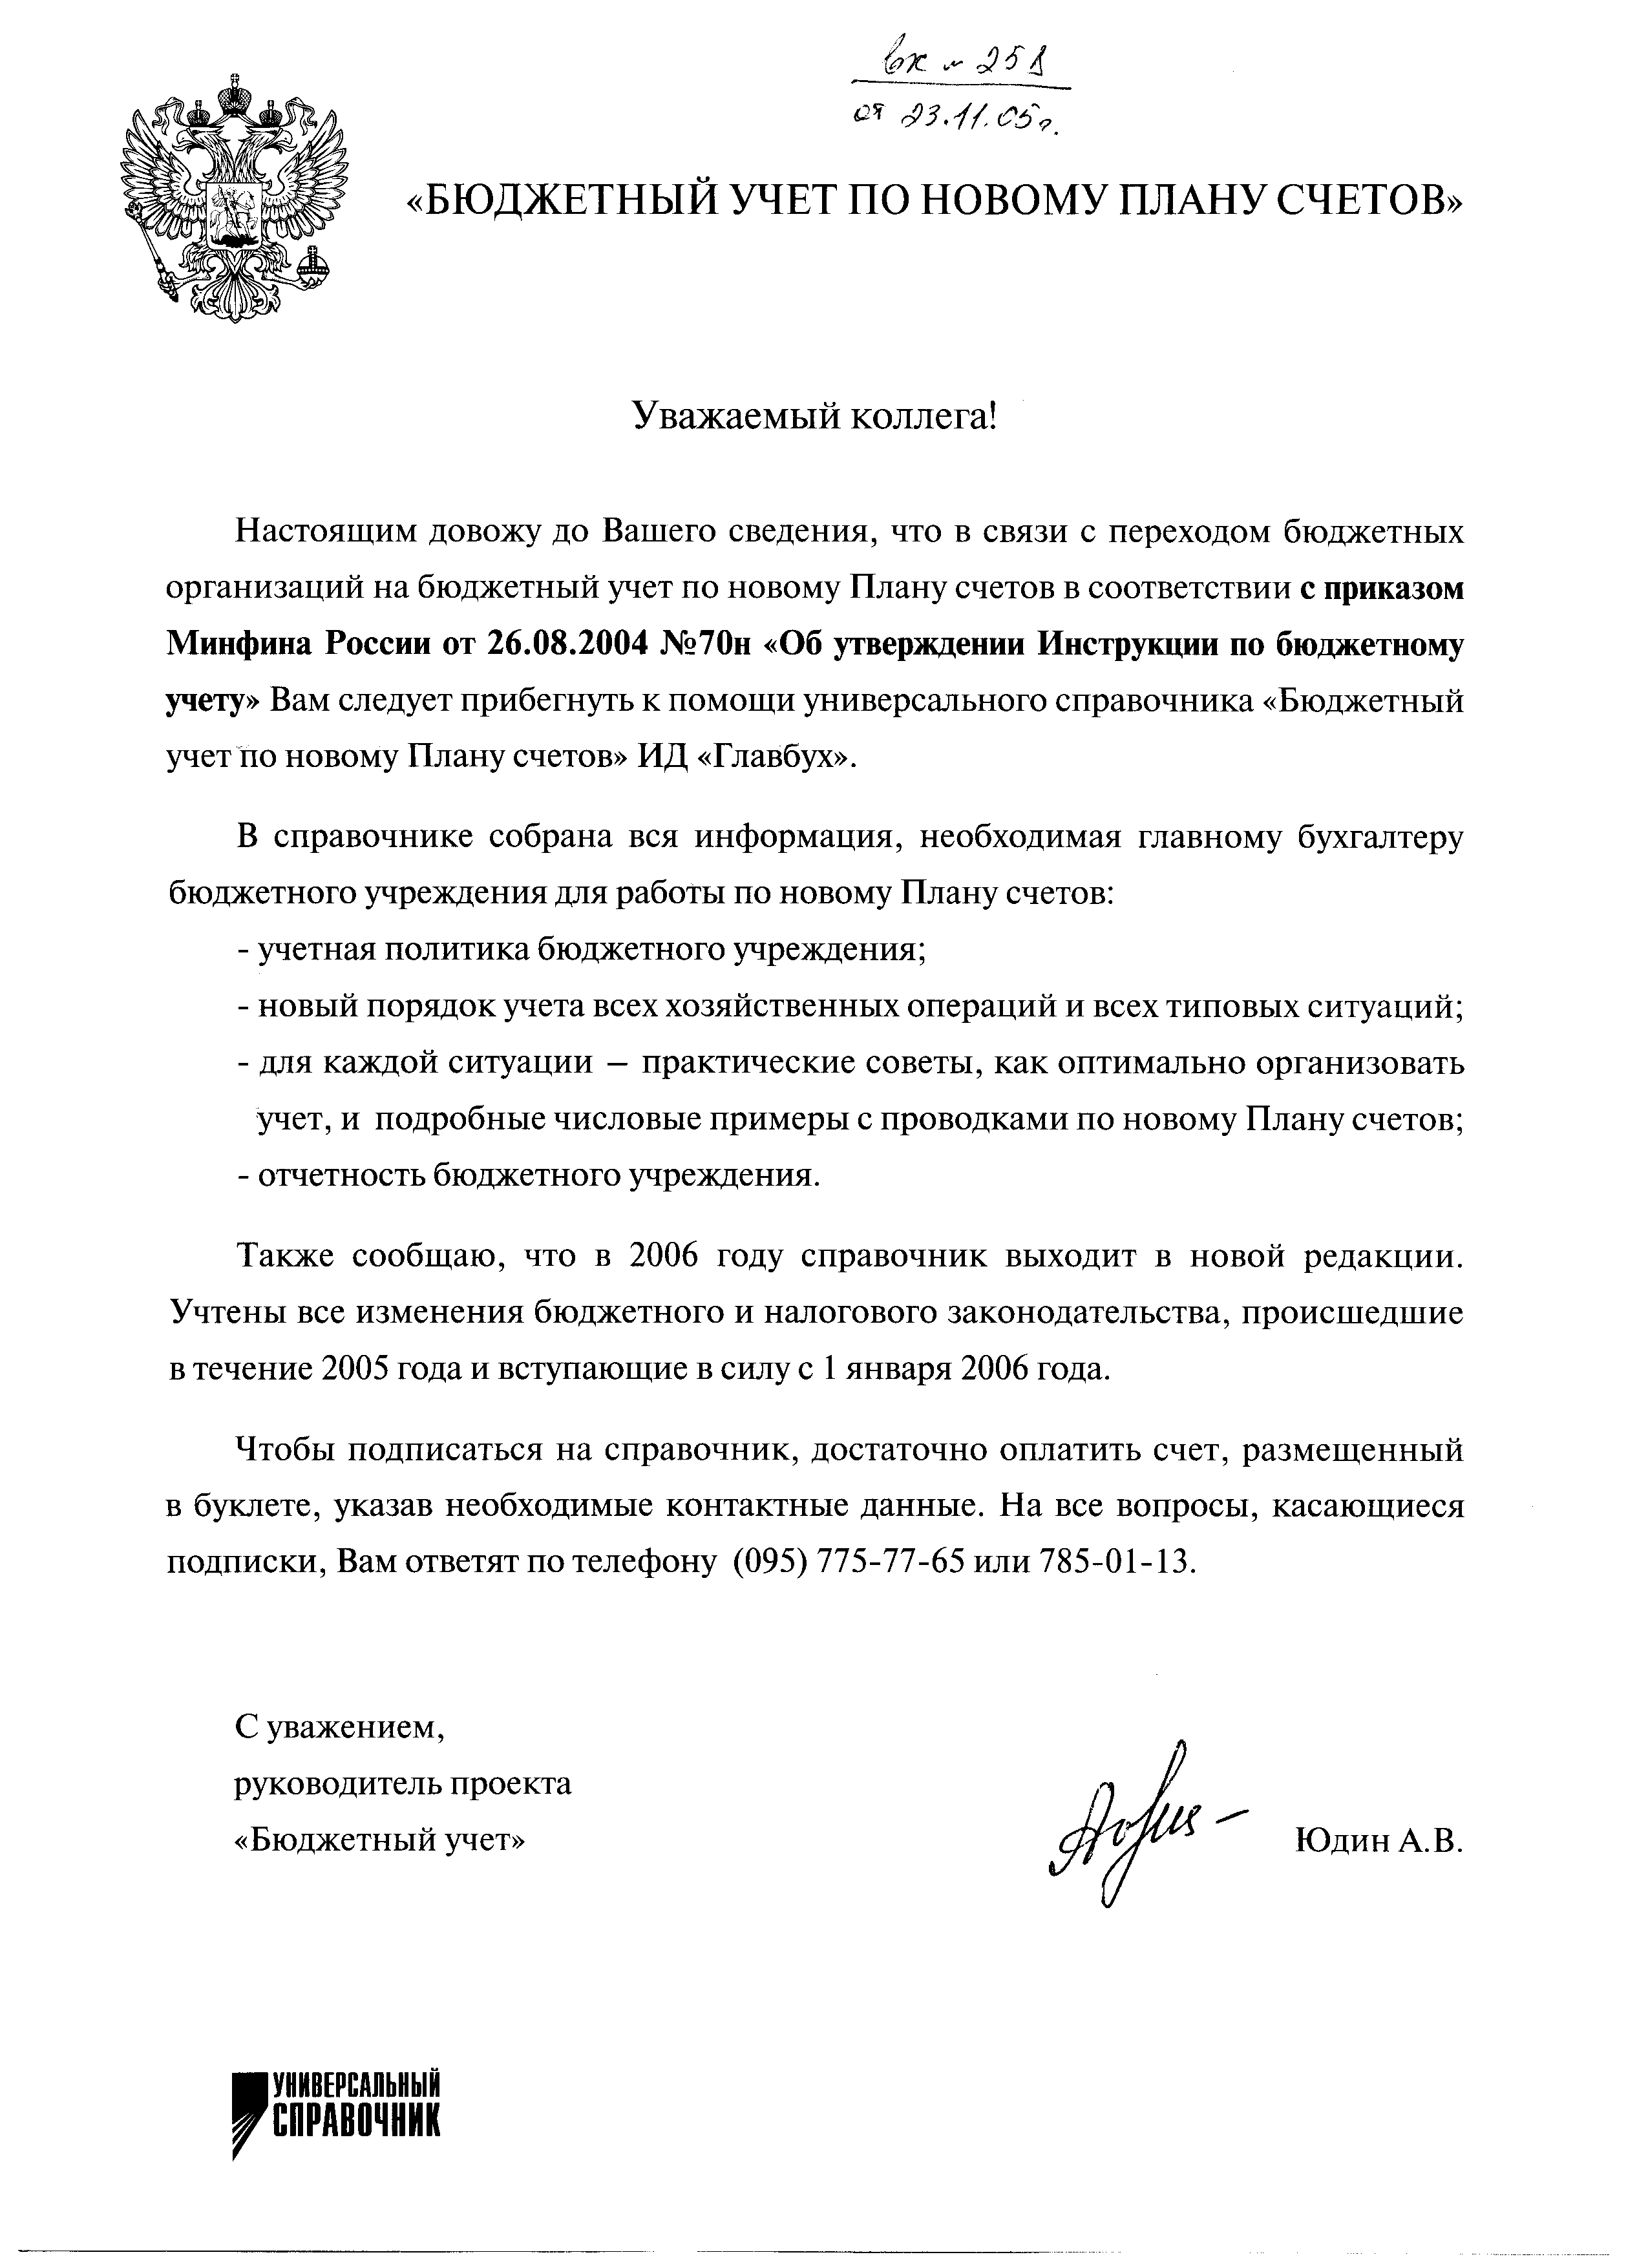 вх № 251
от 23.11.05г.
«БЮДЖЕТНЫЙ УЧЕТ ПО НОВОМУ ПЛАНУ СЧЕТОВ»
Уважаемый коллега!
Настоящим довожу до Вашего сведения, что в связи с переходом бюджетных
организаций на бюджетный учет по новому Плану счетов в соответствии с приказом
Минфина России от 26.08.2004 №70н «Об утверждении Инструкции по бюджетному
учету» Вам следует прибегнуть к помощи универсального справочника «Бюджетный
учет по новому Плану счетов» ИД «Главбух».
В справочнике собрана вся информация, необходимая главному бухгалтеру
бюджетного учреждения для работы по новому Плану счетов:
- учетная политика бюджетного учреждения;
- новый порядок учета всех хозяйственных операций и всех типовых ситуаций;
- для каждой ситуации – практические советы, как оптимально организовать
учет, и подробные числовые примеры с проводками по новому Плану счетов;
- отчетность бюджетного учреждения.
Также сообщаю, что в 2006 году справочник выходит в новой редакции.
Учтены все изменения бюджетного и налогового законодательства, происшедшие
в течение 2005 года и вступающие в силу с 1 января 2006 года.
Чтобы подписаться на справочник, достаточно оплатить счет, размещенный
в буклете, указав необходимые контактные данные. На все вопросы, касающиеся
подписки, Вам ответят по телефону (095) 775-77-65 или 785-01-13.
С уважением,
руководитель проекта
«Бюджетный учет»
Юдин А.В.
УНИВЕРСАЛЬНЫЙ
СПРАВОЧНИК